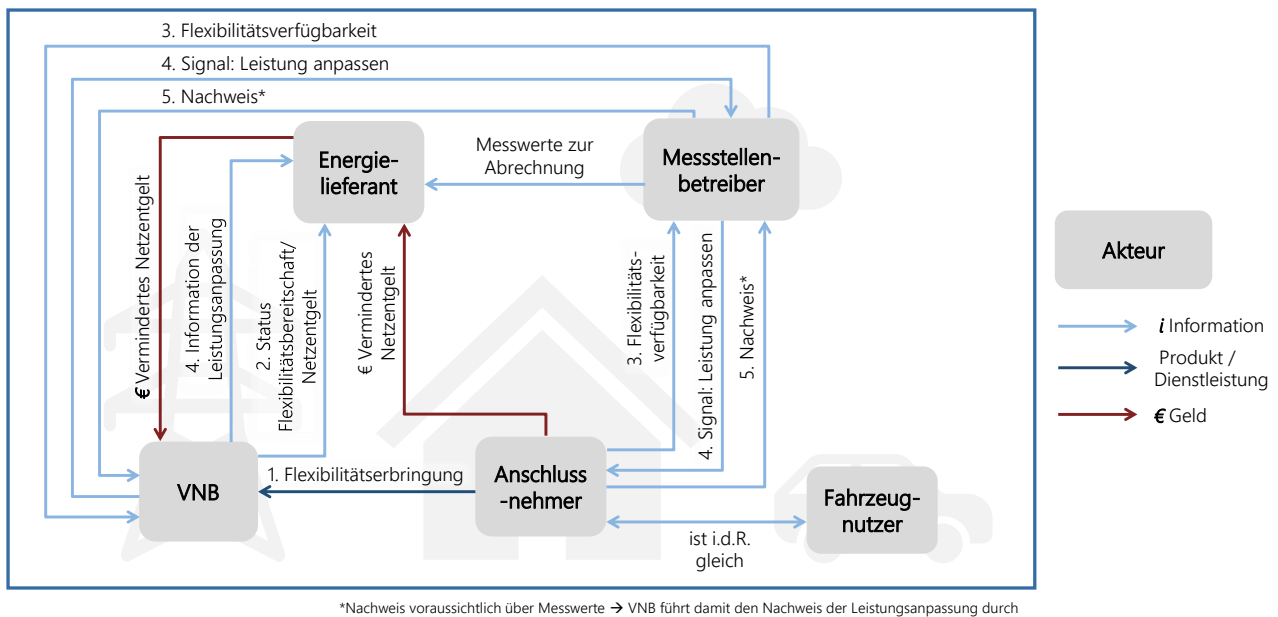 3. Flexibilitätsverfügbarkeit
4. Signal: Leistung anpassen
5. Nachweis*
Energie-
lieferant
Messwerte zur
Abrechnung
Messstellen-
betreiber
€ Vermindertes Netzentgelt
4. Information der
Leistungsanpassung
2. Status
Flexibilitätsbereitschaft/
Netzentgelt
€ Vermindertes
Netzentgelt
3. Flexibilitäts-
verfügbarkeit
4. Signal: Leistung anpassen
5. Nachweis*
VNB
1. Flexibilitätserbringung
Anschluss
-nehmer
ist i.d.R.
gleich
Fahrzeug-
nutzer
Akteur
i Information
Produkt /
Dienstleistung
€ Geld
*Nachweis voraussichtlich über Messwerte → VNB führt damit den Nachweis der Leistungsanpassung durch